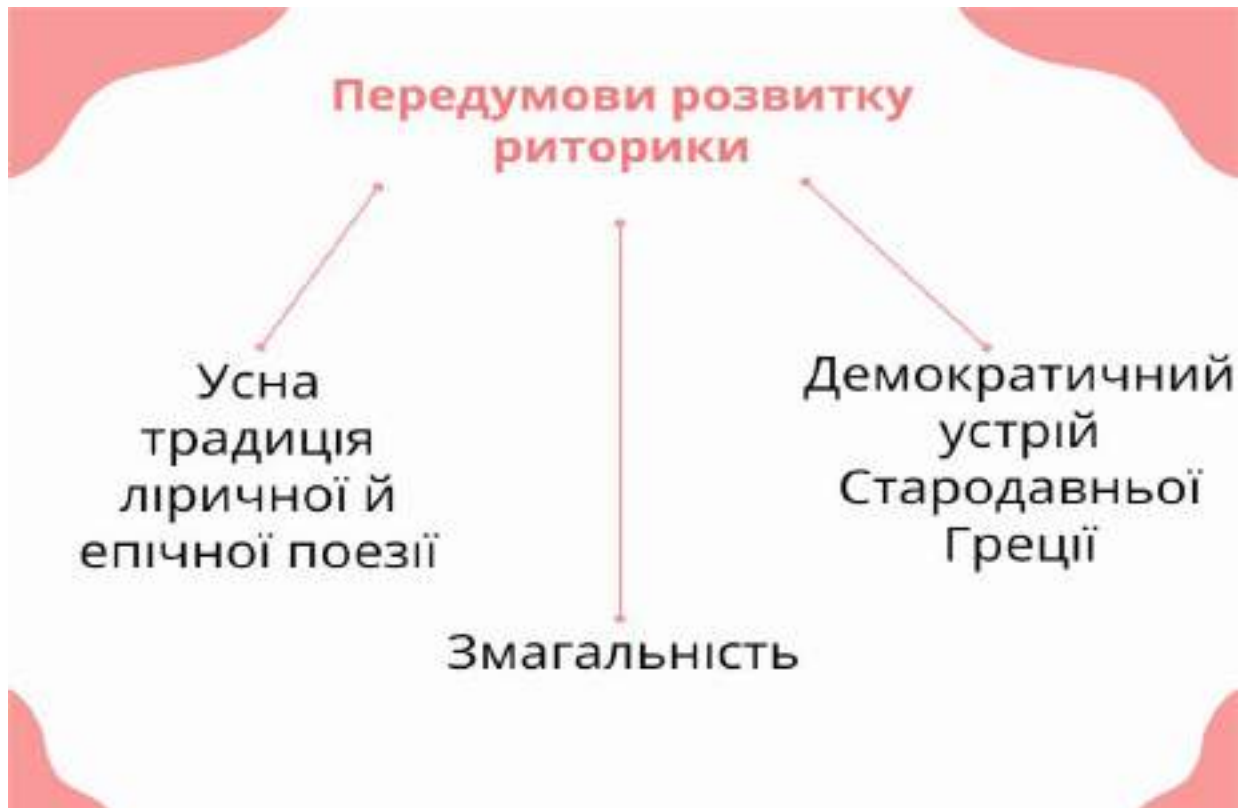 Передумови розвитку
риторики
Усна
традиція
ліричної й
епічної поезії
Змагальність
Демократичний
устрій
Стародавньої
Греції